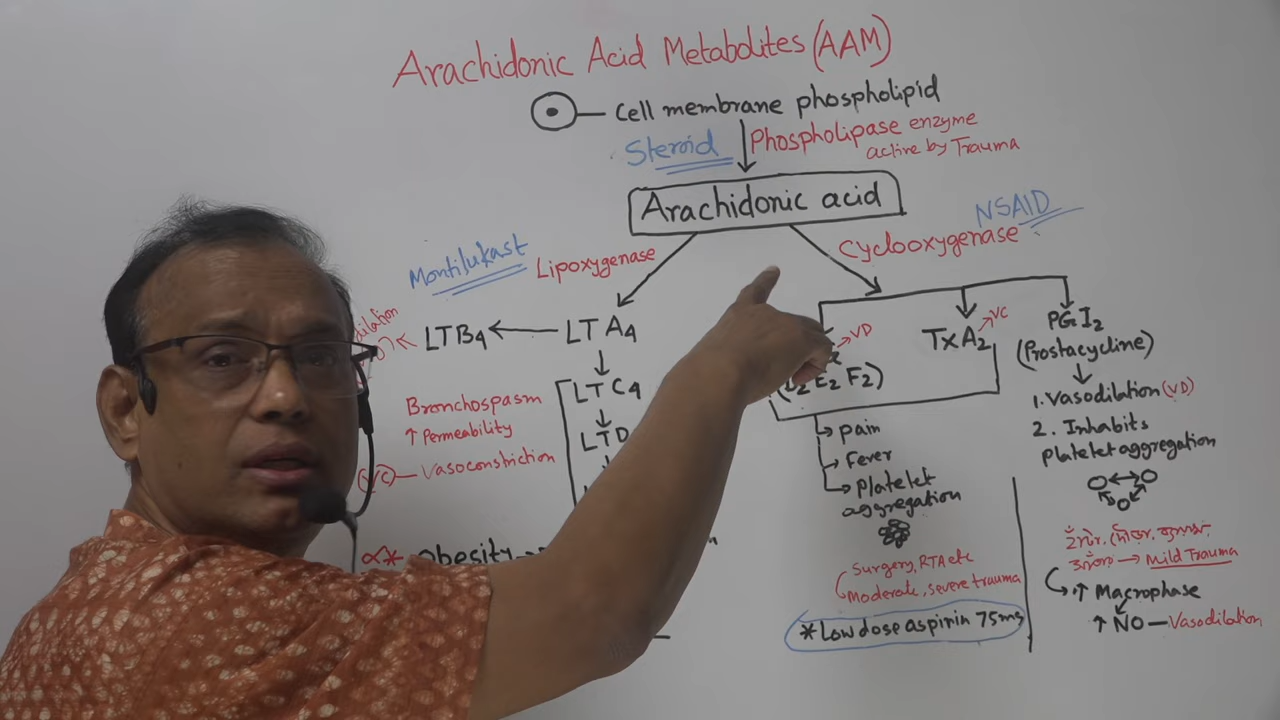 Arachidonic Acid Metabolites (AAM)
Cell membrane phospholipid
Steroid
Phospholipase enzyme
active by Trauma
Arachidonic acid
NSAID
Montilukast
Lipoxygenase
Cyclooxygenase
LTB4
LTA4
VD
TxA2
VC
PGI2
(Prostacycline)
LTC4
E2 F2)
LTD
Bronchospasm
↑ Permeability
(VC) — Vasoconstriction
Pain
Fever
Platelet
aggregation
1. Vasodilation (VD)
2. Inhabits
Platelet aggregation
Obesity
Surgery, RTA etc
Moderate, severe trauma
* Low dose aspirin 75mg
→ Mild Trauma
↑ Macrophase
↑ NO — Vasodilation